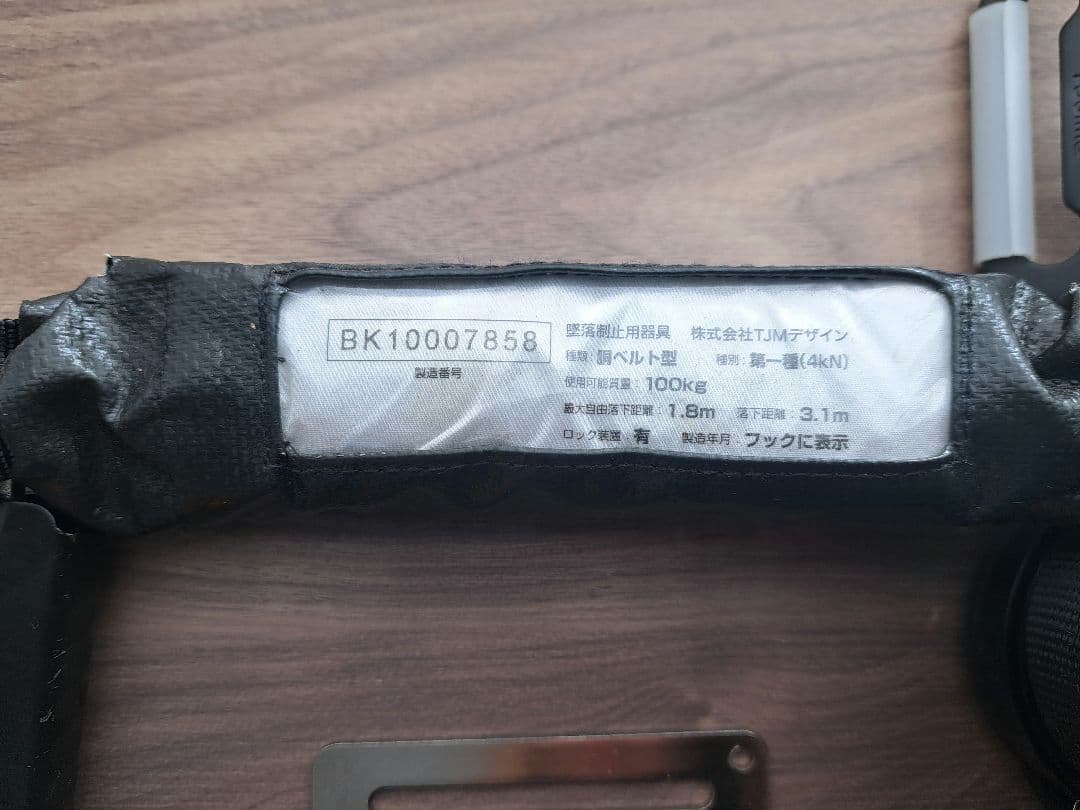 BK10007858
製造番号
墜落制止用器具 株式会社TJMデザイン
種類:胴ベルト型 種別:第一種(4kN)
使用可能質量:100kg
最大自由落下距離:1.8m 落下距離:3.1m
ロック装置:有 製造年月:フックに表示